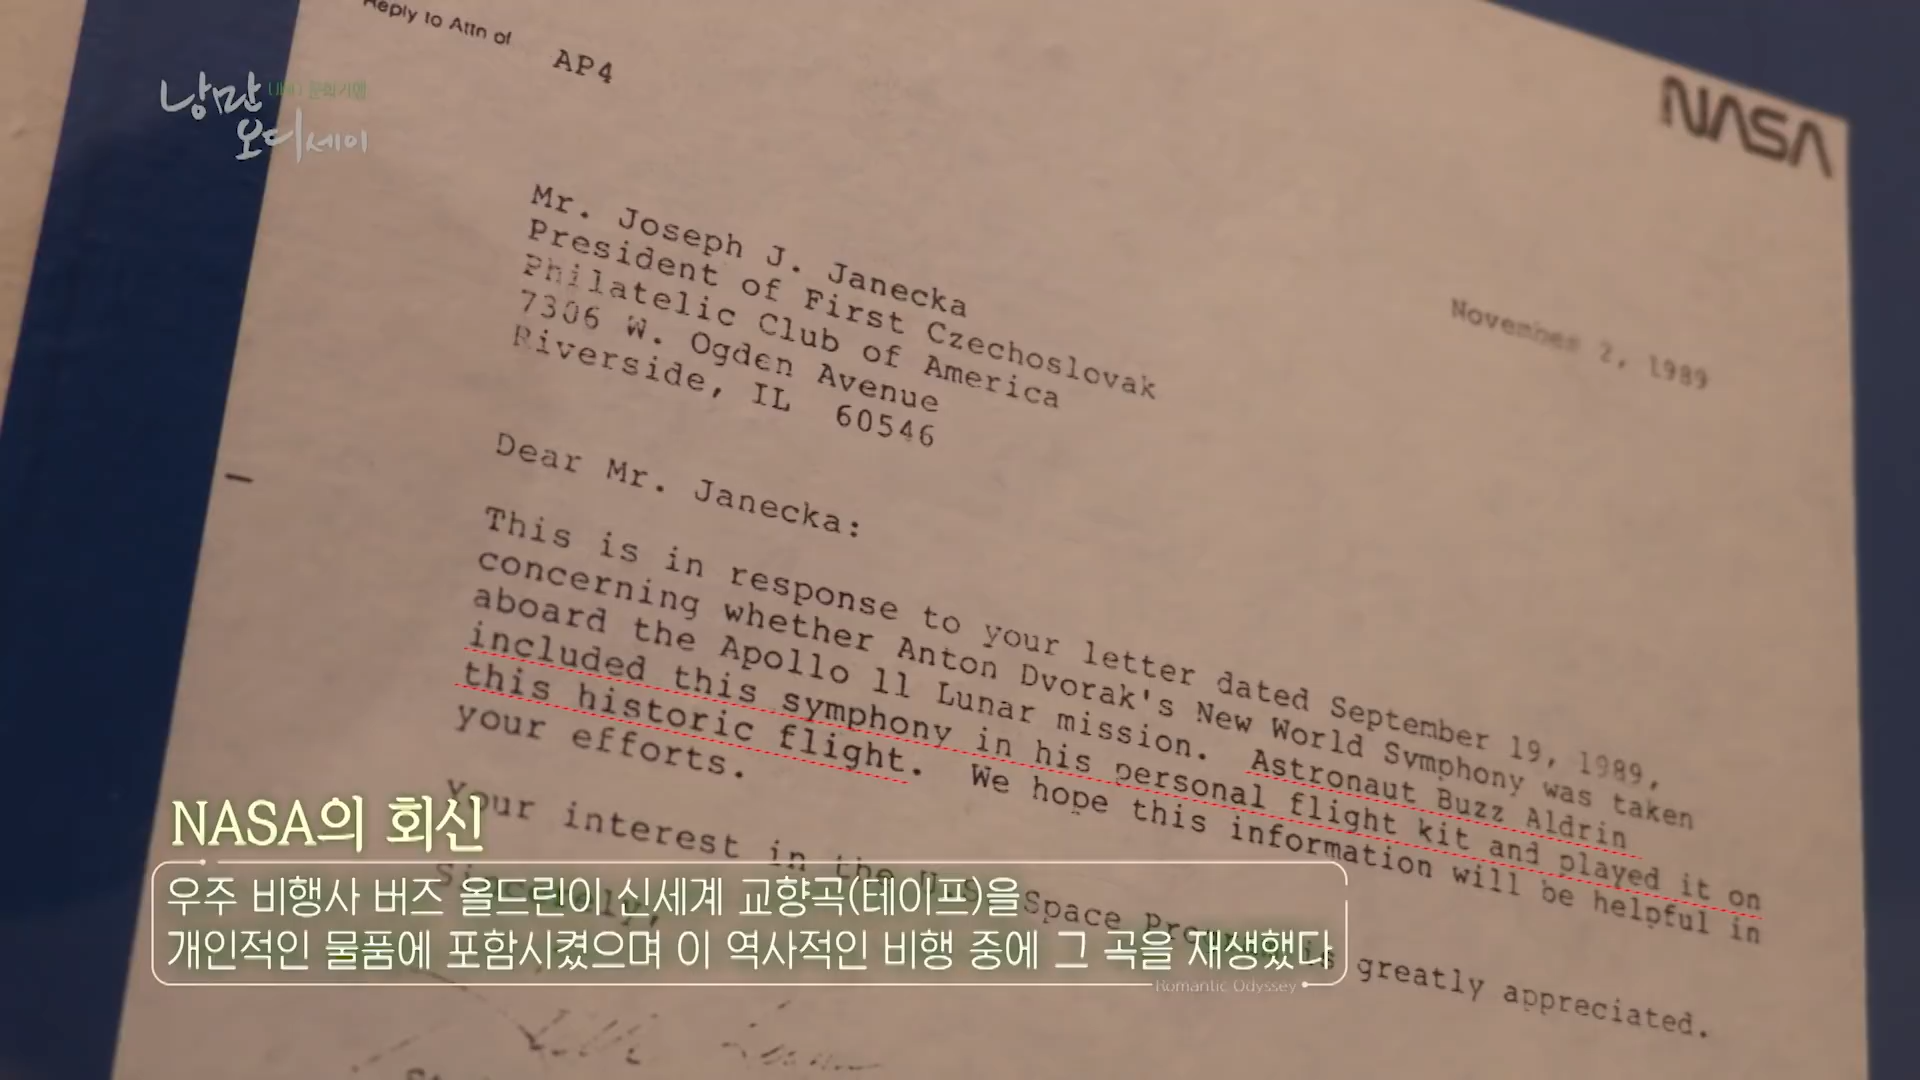 Reply to Attn of
AP4
NASA
낭만
오디세이
문화기행
November 2, 1989
Mr. Joseph J. Janecka
President of First Czechoslovak
Philatelic Club of America
7306 W. Ogden Avenue
Riverside, IL 60546
Dear Mr. Janecka:
This is in response to your letter dated September 19, 1989,
concerning whether Anton Dvorak's New World Symphony was taken
aboard the Apollo 11 Lunar mission. Astronaut Buzz Aldrin
included this symphony in his personal flight kit and played it on
this historic flight. We hope this information will be helpful in
your efforts.
Your interest in the U.S. Space Program is greatly appreciated.
Sincerely,
NASA의 회신
우주 비행사 버즈 올드린이 신세계 교향곡(테이프)을
개인적인 물품에 포함시켰으며 이 역사적인 비행 중에 그 곡을 재생했다
Romantic Odyssey